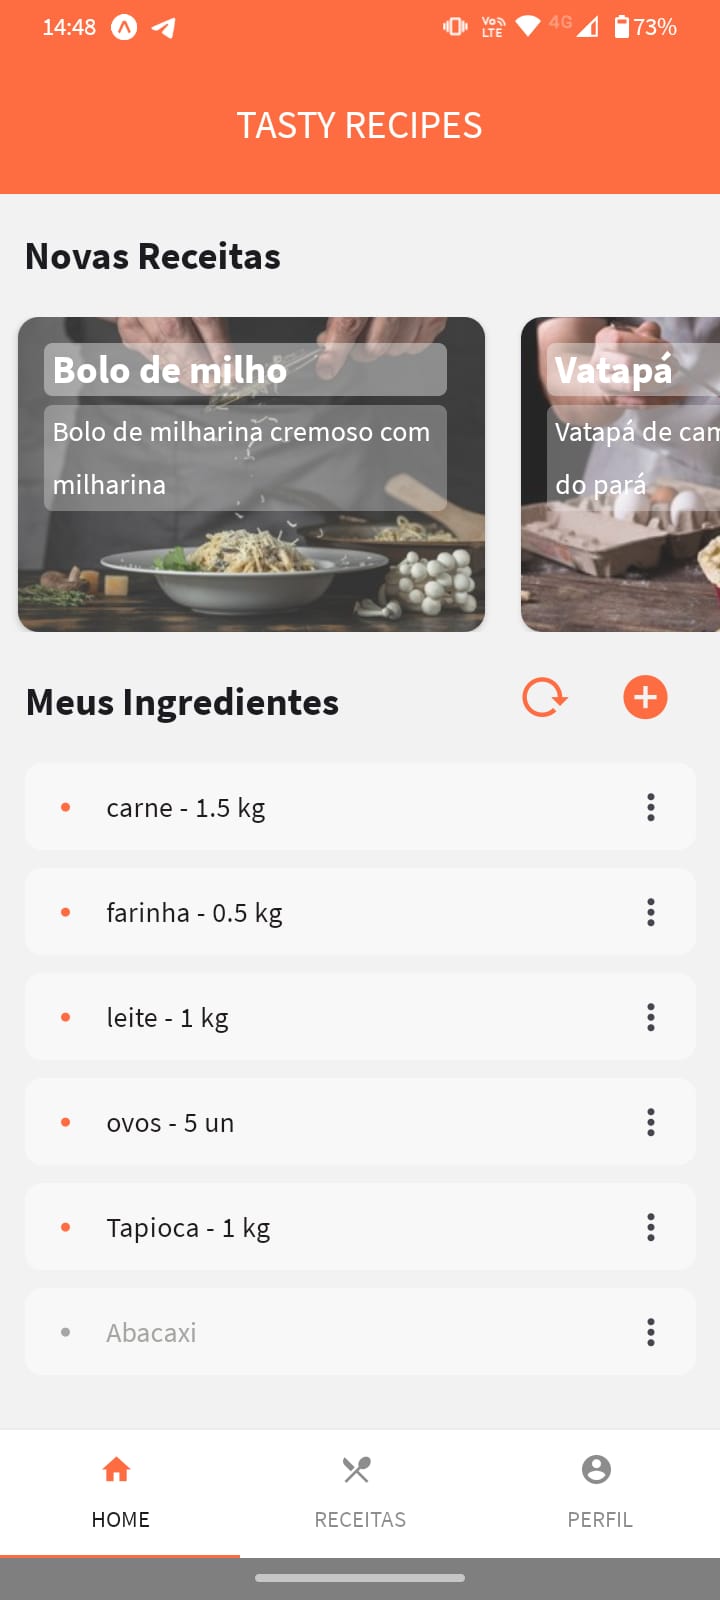 14:48
Vo LTE 4G 73%
TASTY RECIPES
Novas Receitas
Bolo de milho
Bolo de milharina cremoso com
milharina
Vatapá
Vatapá de cam
do pará
Meus Ingredientes
carne - 1.5 kg
farinha - 0.5 kg
leite - 1 kg
ovos - 5 un
Tapioca - 1 kg
Abacaxi
HOME RECEITAS PERFIL